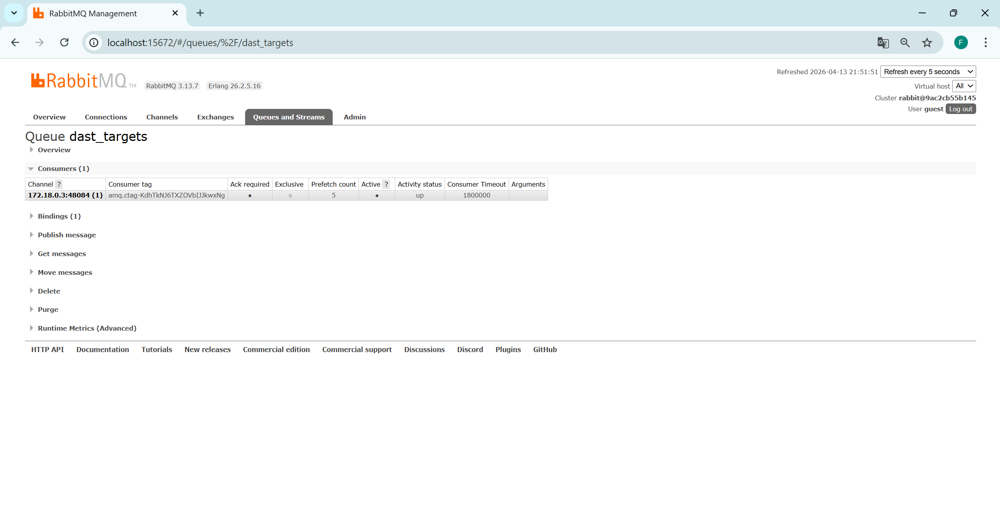 RabbitMQ Management
localhost:15672/#/queues/%2F/dast_targets
F
RabbitMQ TM RabbitMQ 3.13.7 Erlang 26.2.5.16
Refreshed 2026-04-13 21:51:51 Refresh every 5 seconds
Virtual host All
Cluster rabbit@9ac2cb55b145
User guest Log out
Overview Connections Channels Exchanges Queues and Streams Admin
Queue dast_targets
Overview
Consumers (1)
Channel ? Consumer tag Ack required Exclusive Prefetch count Active ? Activity status Consumer Timeout Arguments
172.18.0.3:48084 (1) amq.ctag-KdhTkNJ6TXZOVbIJJkwxNg ● ○ 5 ● up 1800000
Bindings (1)
Publish message
Get messages
Move messages
Delete
Purge
Runtime Metrics (Advanced)
HTTP API Documentation Tutorials New releases Commercial edition Commercial support Discussions Discord Plugins GitHub